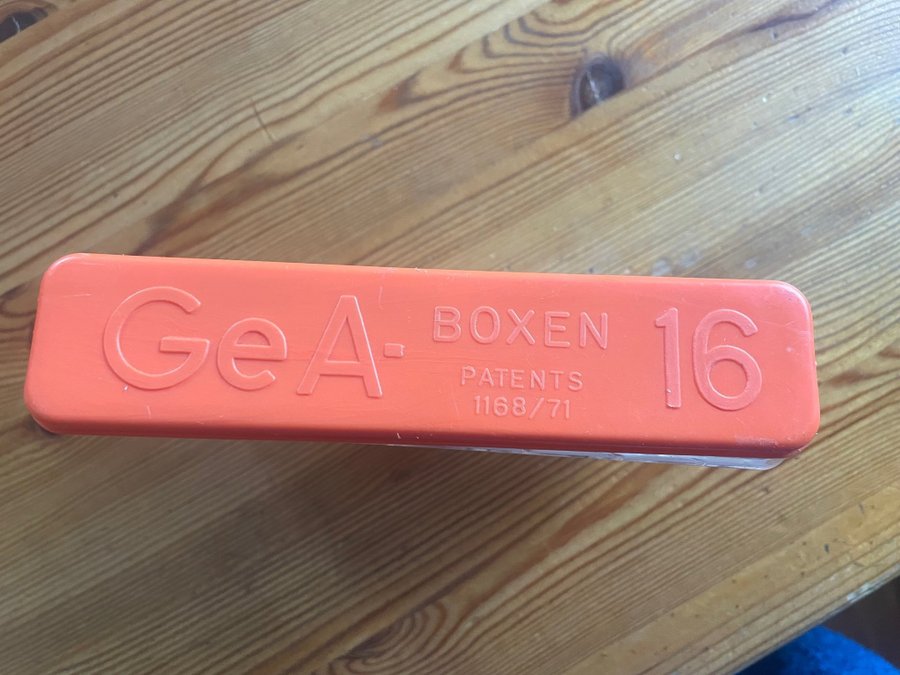 GeA-BOXEN 16
PATENTS
1168/71